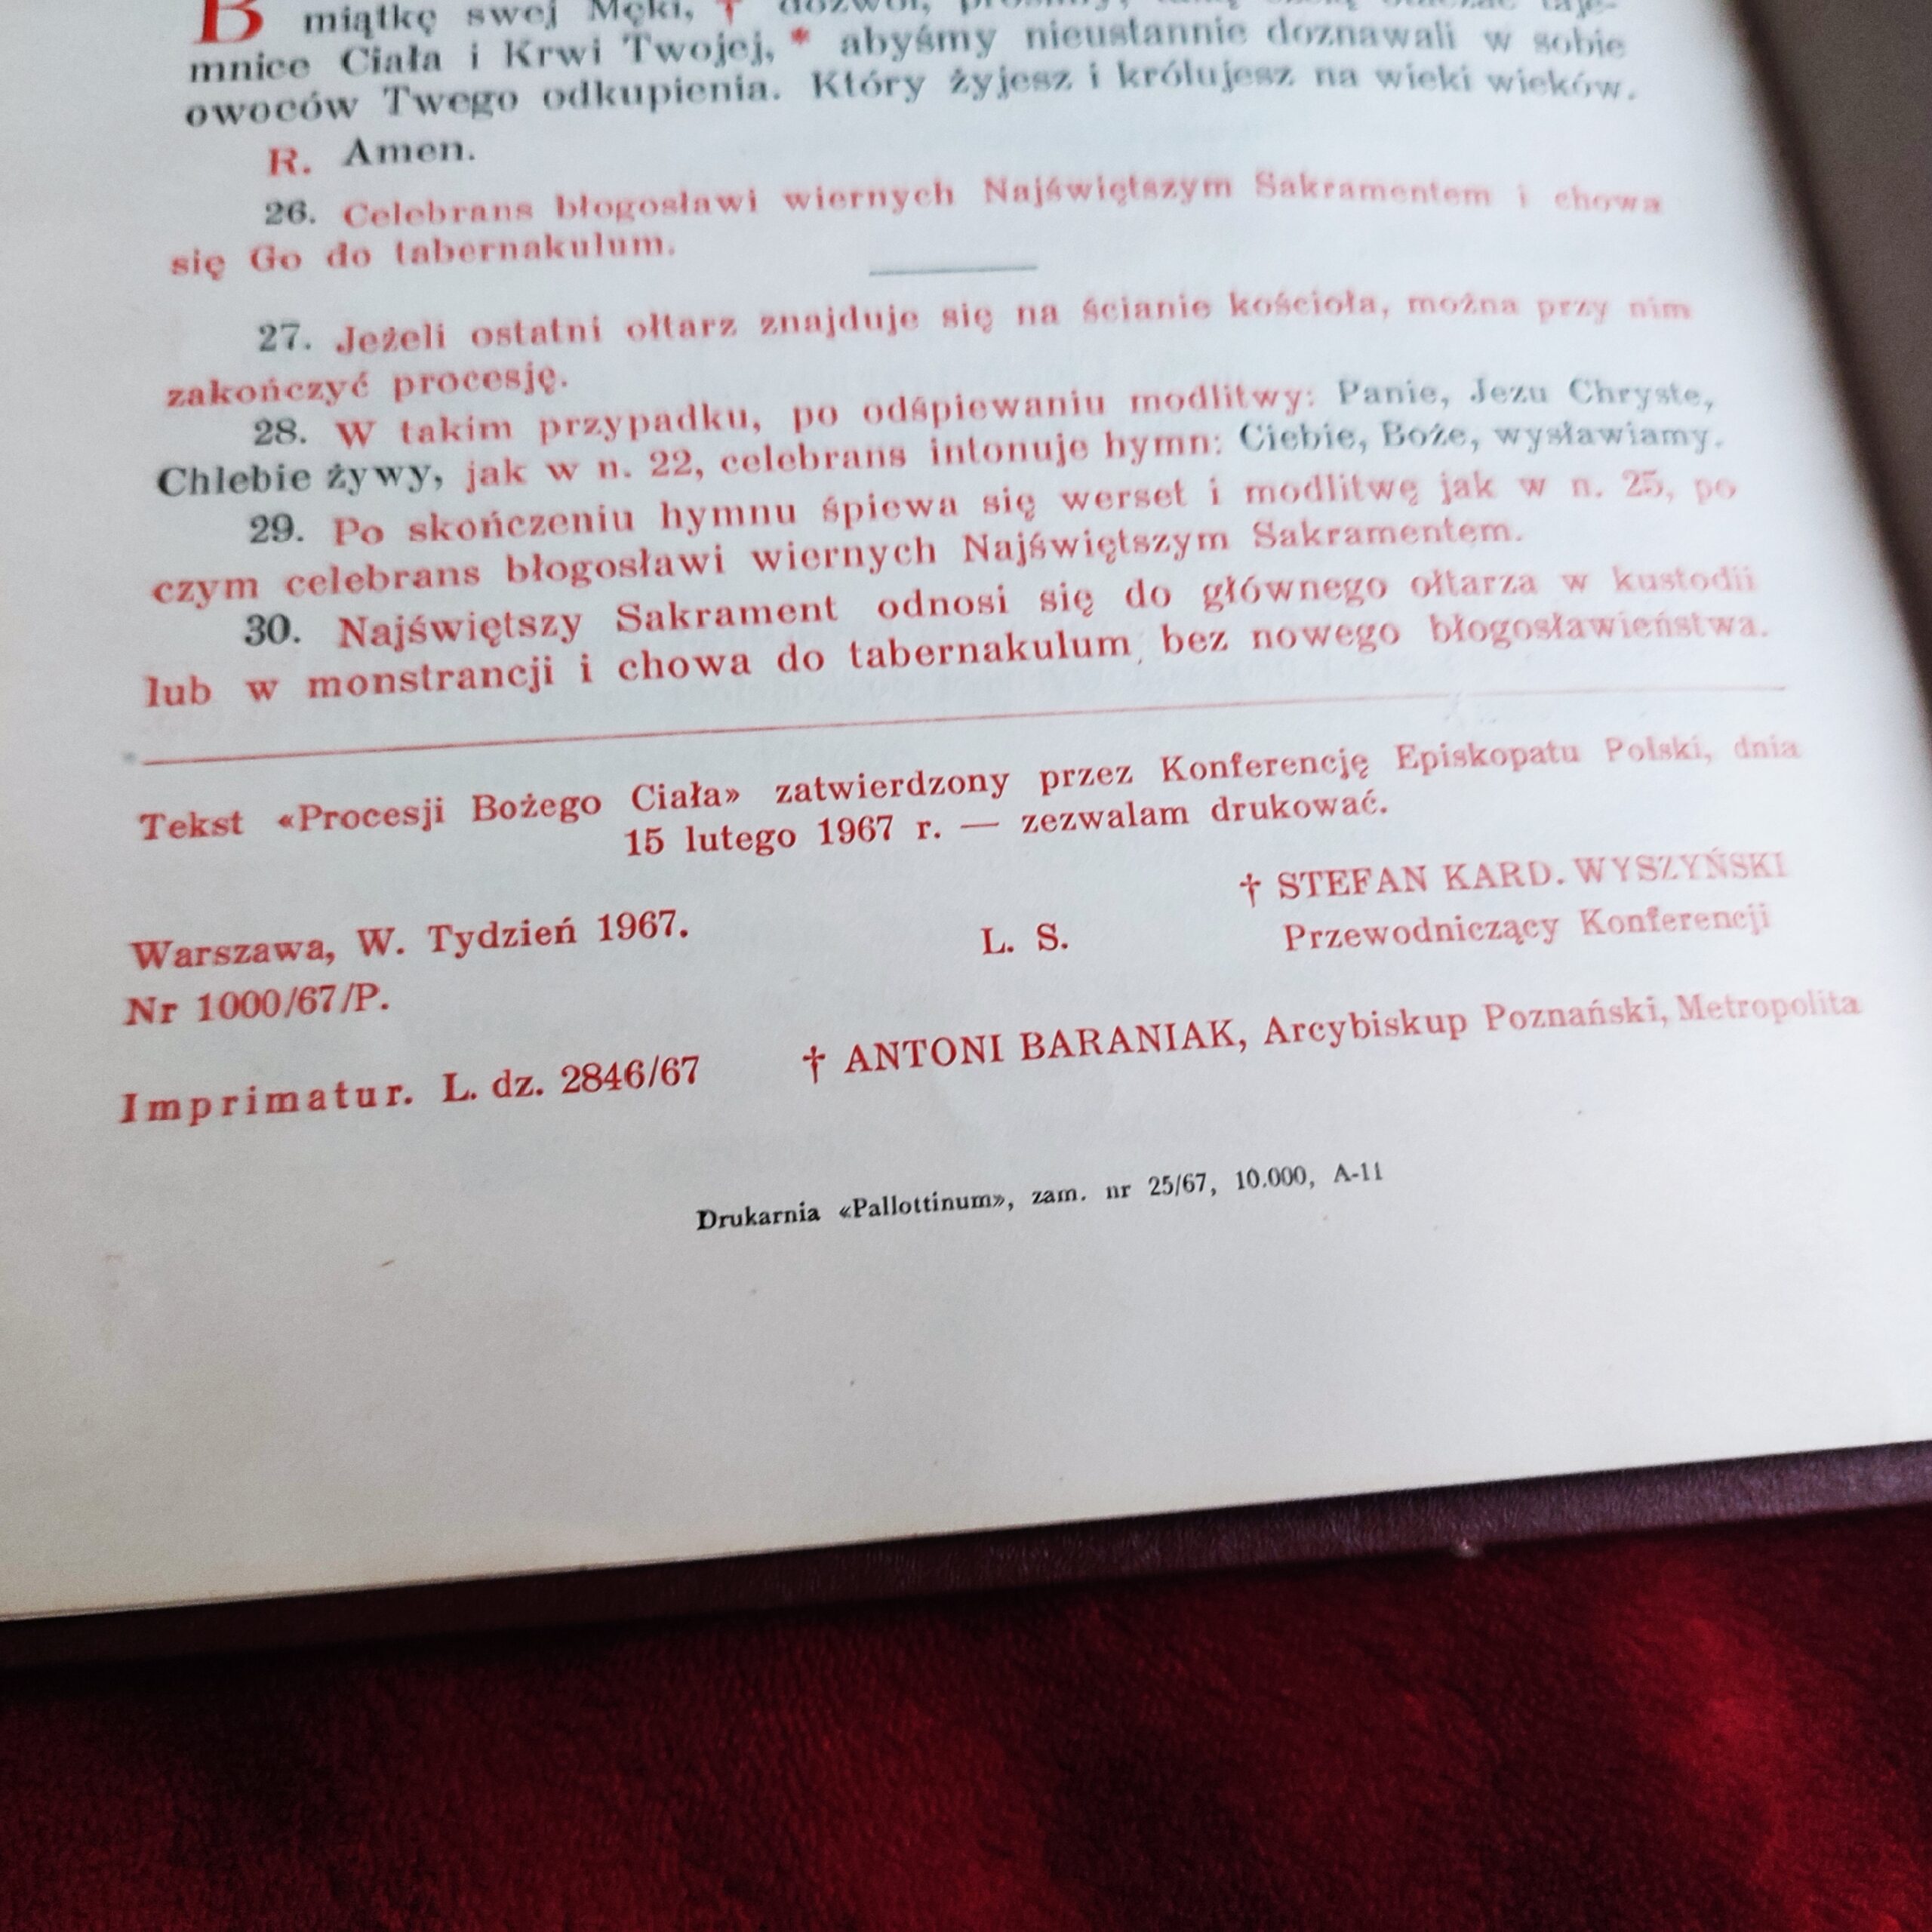 B miątkę swej Męki, † dozwól, prosimy,
mnice Ciała i Krwi Twojej, * abyśmy nieustannie doznawali w sobie
owoców Twego odkupienia. Który żyjesz i królujesz na wieki wieków.
R. Amen.
26. Celebrans błogosławi wiernych Najświętszym Sakramentem i chowa
się Go do tabernakulum.
27. Jeżeli ostatni ołtarz znajduje się na ścianie kościoła, można przy nim
zakończyć procesję.
28. W takim przypadku, po odśpiewaniu modlitwy: Panie, Jezu Chryste,
Chlebie żywy, jak w n. 22, celebrans intonuje hymn: Ciebie, Boże, wysławiamy.
29. Po skończeniu hymnu śpiewa się werset i modlitwę jak w n. 25, po
czym celebrans błogosławi wiernych Najświętszym Sakramentem.
30. Najświętszy Sakrament odnosi się do głównego ołtarza w kustodii
lub w monstrancji i chowa do tabernakulum, bez nowego błogosławieństwa.
Tekst «Procesji Bożego Ciała» zatwierdzony przez Konferencję Episkopatu Polski, dnia
15 lutego 1967 r. — zezwalam drukować.
† STEFAN KARD. WYSZYŃSKI
Warszawa, W. Tydzień 1967. L. S. Przewodniczący Konferencji
Nr 1000/67/P.
Imprimatur. L. dz. 2846/67 † ANTONI BARANIAK, Arcybiskup Poznański, Metropolita
Drukarnia «Pallottinum», zam. nr 25/67, 10.000, A-11